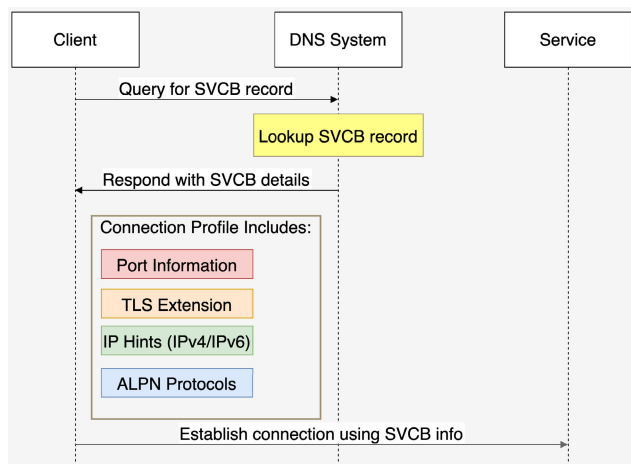 Client
DNS System
Service
Query for SVCB record
Lookup SVCB record
Respond with SVCB details
Connection Profile Includes:
Port Information
TLS Extension
IP Hints (IPv4/IPv6)
ALPN Protocols
Establish connection using SVCB info